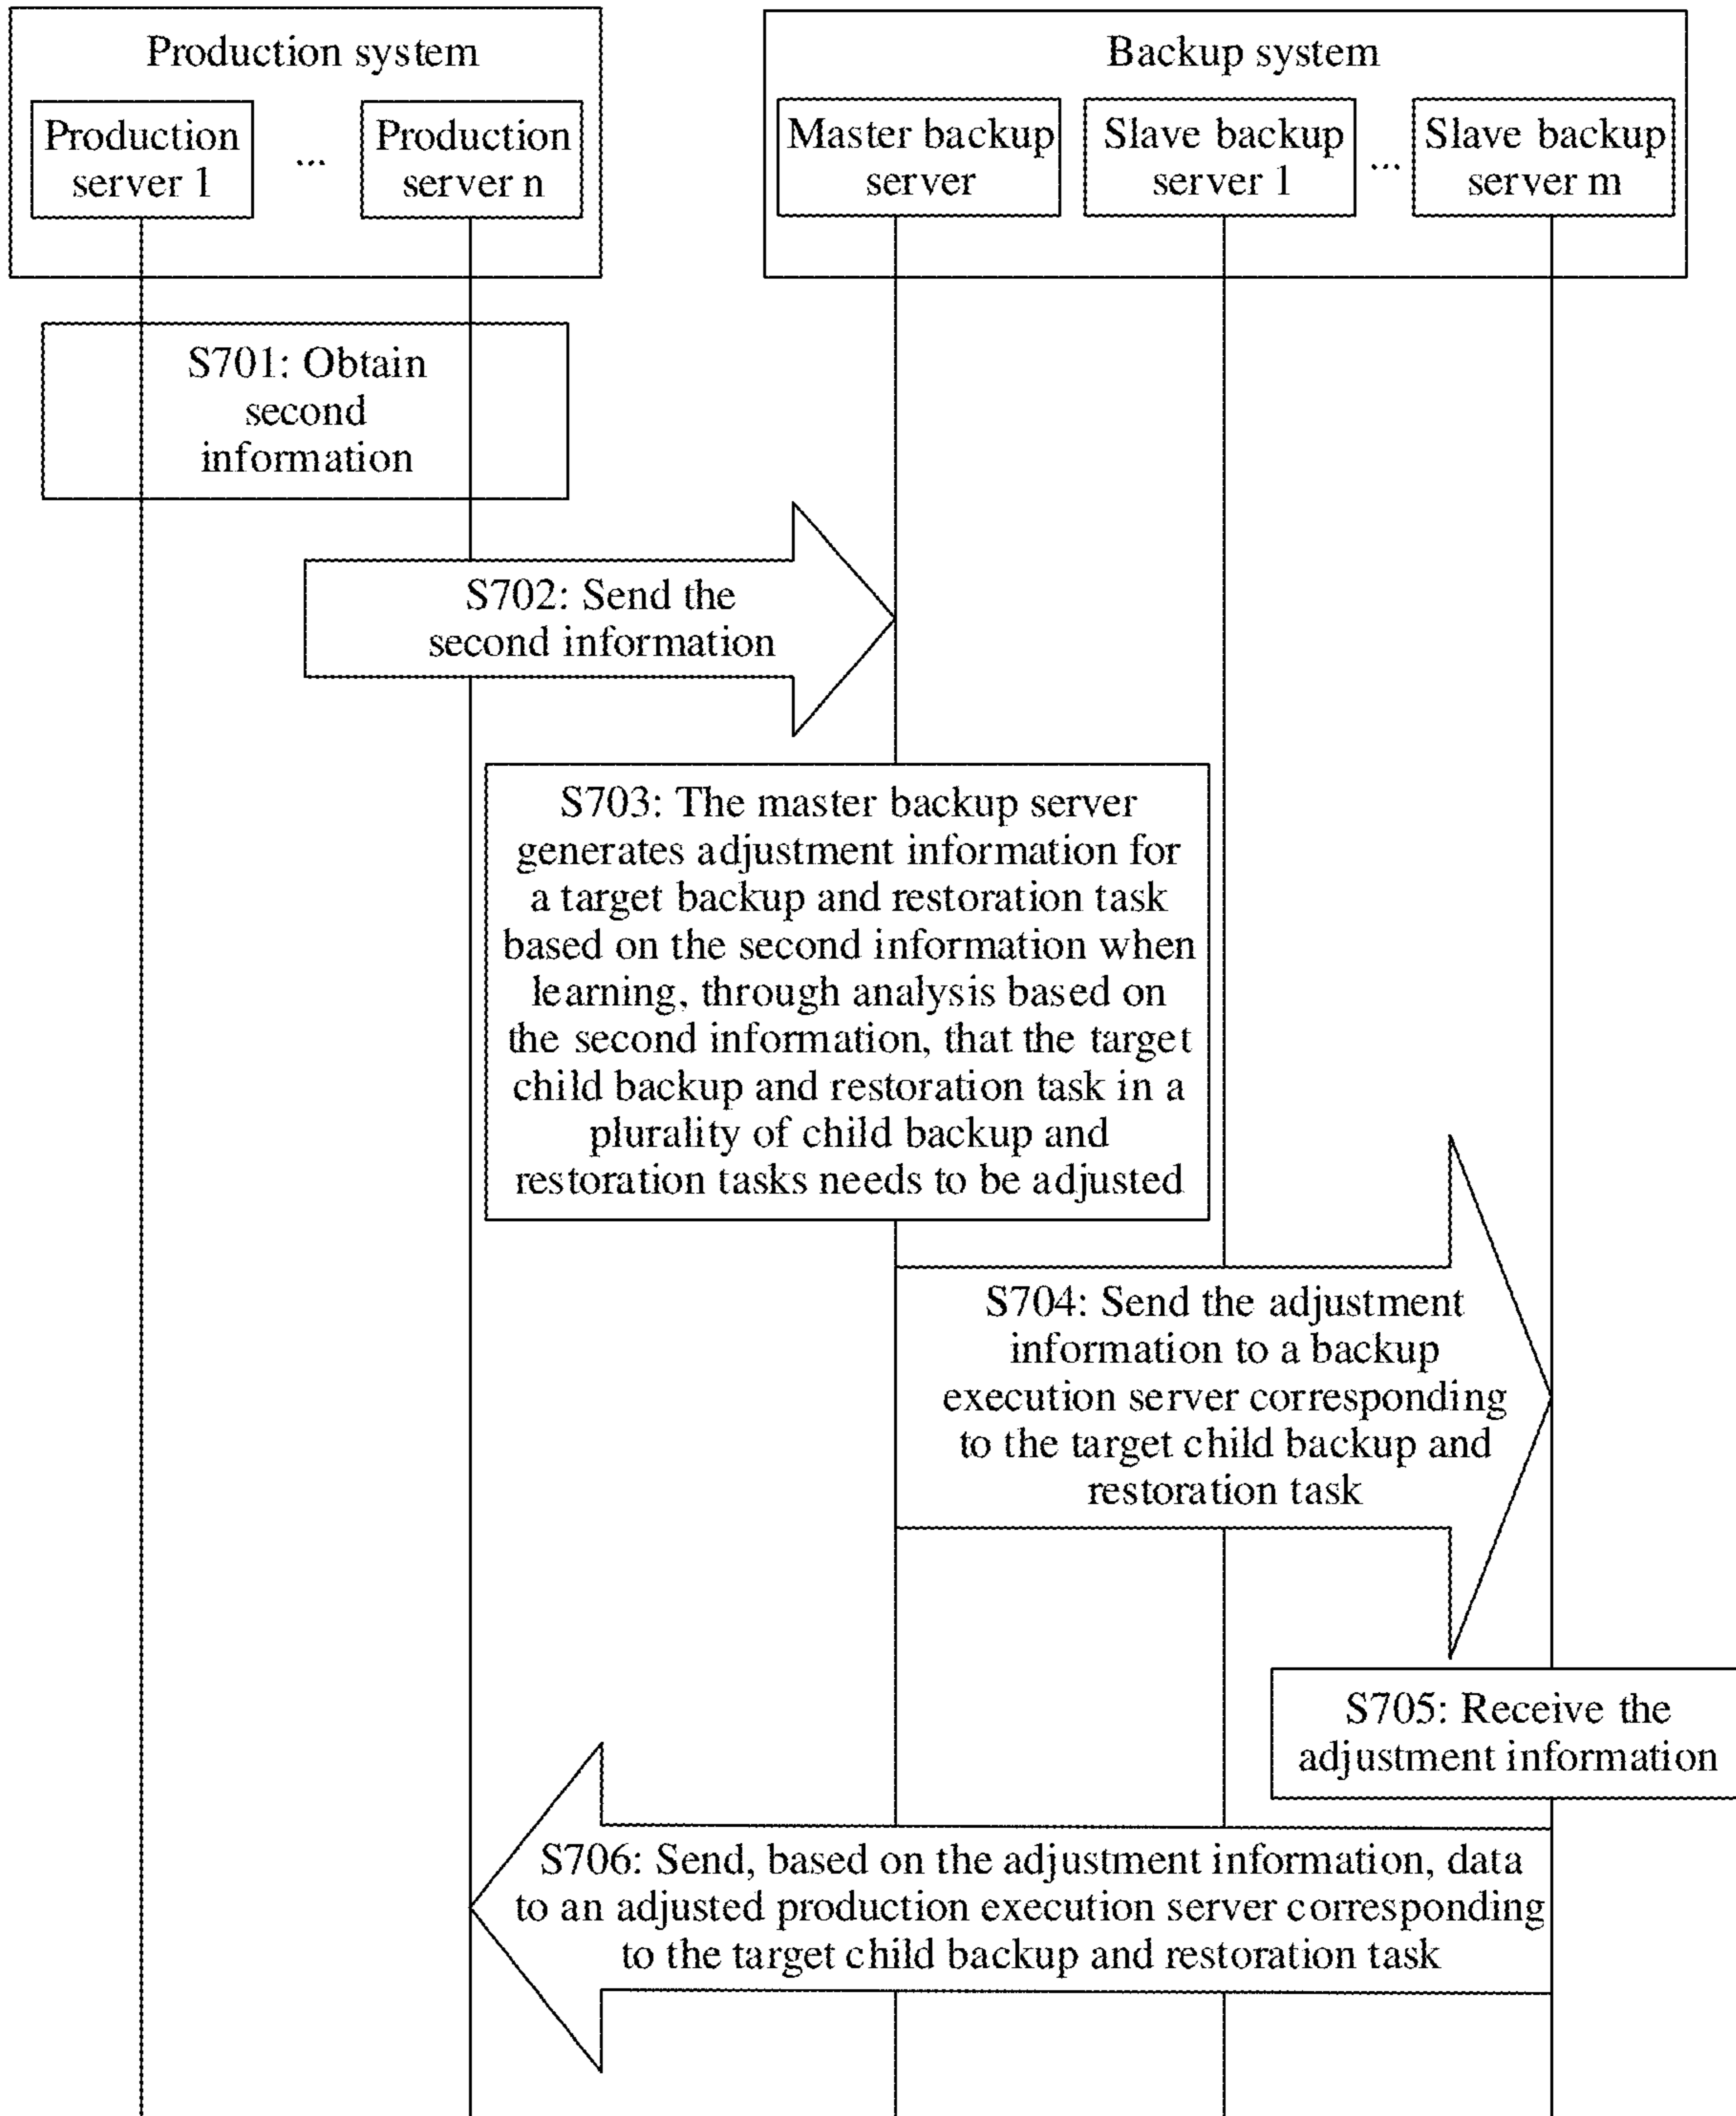 Production system
Backup system
Production
server 1
...
Production
server n
Master backup
server
Slave backup
server 1
...
Slave backup
server m
S701: Obtain
second
information
S702: Send the
second information
S703: The master backup server
generates adjustment information for
a target backup and restoration task
based on the second information when
learning, through analysis based on
the second information, that the target
child backup and restoration task in a
plurality of child backup and
restoration tasks needs to be adjusted
S704: Send the adjustment
information to a backup
execution server corresponding
to the target child backup and
restoration task
S705: Receive the
adjustment information
S706: Send, based on the adjustment information, data
to an adjusted production execution server corresponding
to the target child backup and restoration task